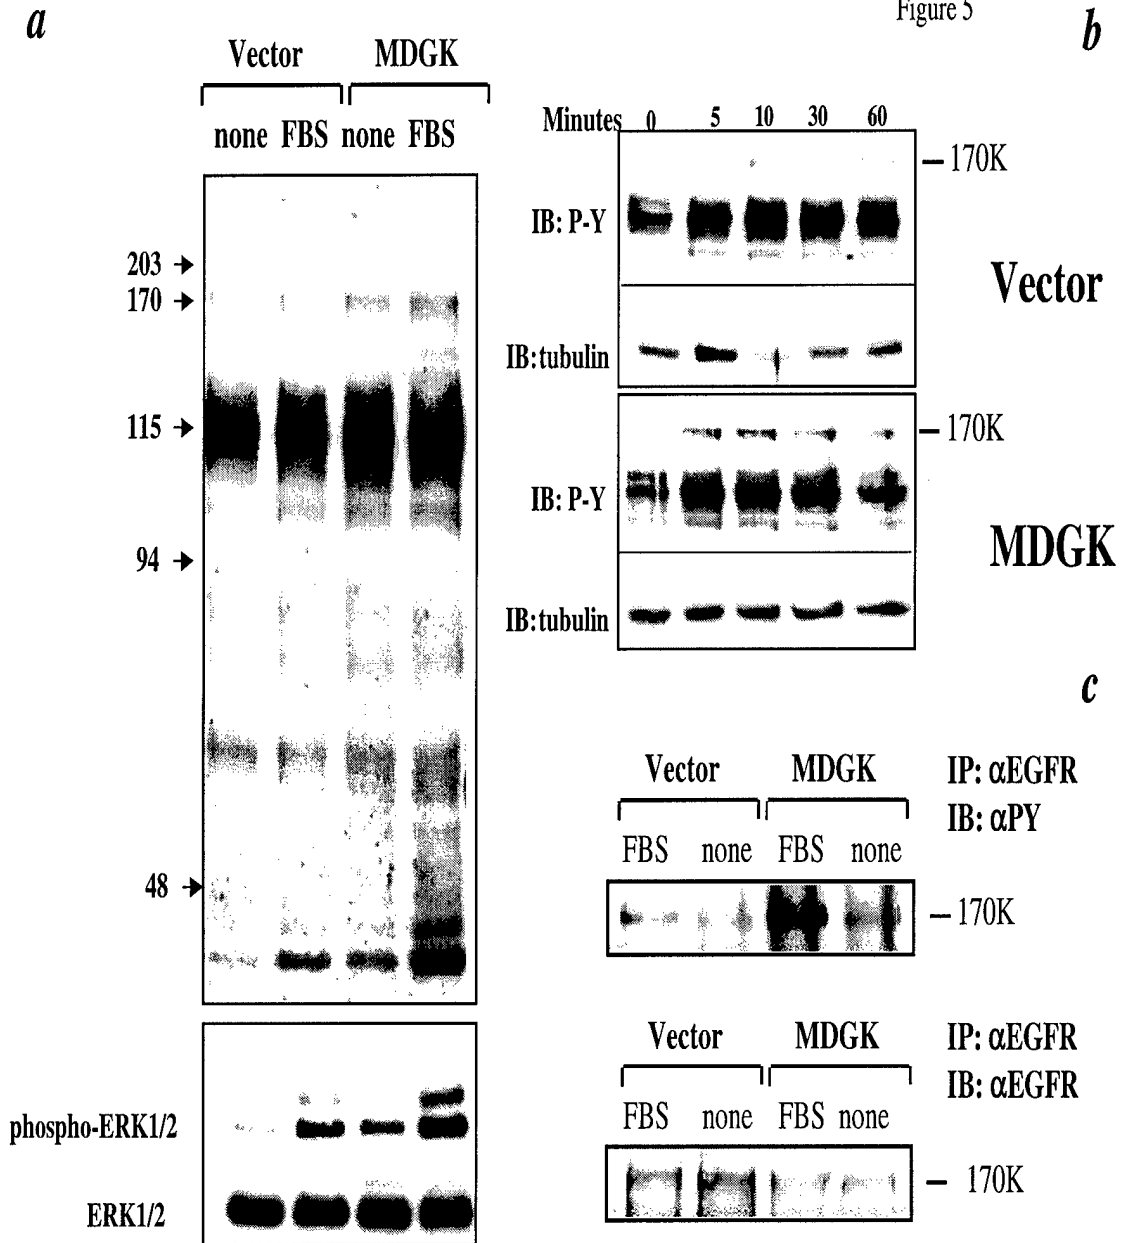 Figure 5
a
Vector MDGK
none FBS none FBS
203
170
115
94
48
phospho-ERK1/2
ERK1/2
b
Minutes 0 5 10 30 60
170K
IB: P-Y
Vector
IB:tubulin
170K
IB: P-Y
MDGK
IB:tubulin
c
Vector MDGK IP: αEGFR
IB: αPY
FBS none FBS none
170K
Vector MDGK IP: αEGFR
IB: αEGFR
FBS none FBS none
170K